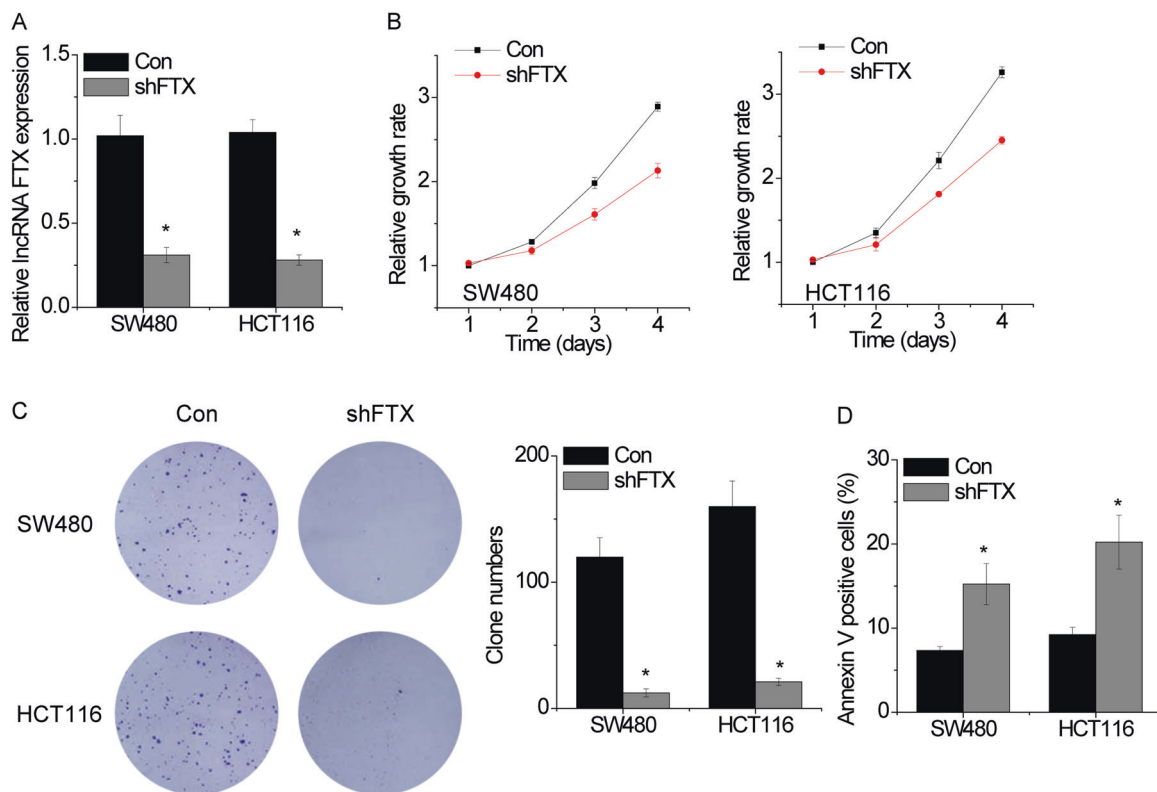 A
Relative lncRNA FTX expression
1.5
1.0
0.5
0.0
Con
shFTX
*
*
SW480
HCT116
B
Relative growth rate
3
2
1
Con
shFTX
SW480
1
2
3
4
Time (days)
Relative growth rate
3
2
1
Con
shFTX
HCT116
1
2
3
4
Time (days)
C
Con
shFTX
SW480
HCT116
Clone numbers
200
100
0
Con
shFTX
*
*
SW480
HCT116
D
Annexin V positive cells (%)
30
20
10
0
Con
shFTX
*
*
SW480
HCT116